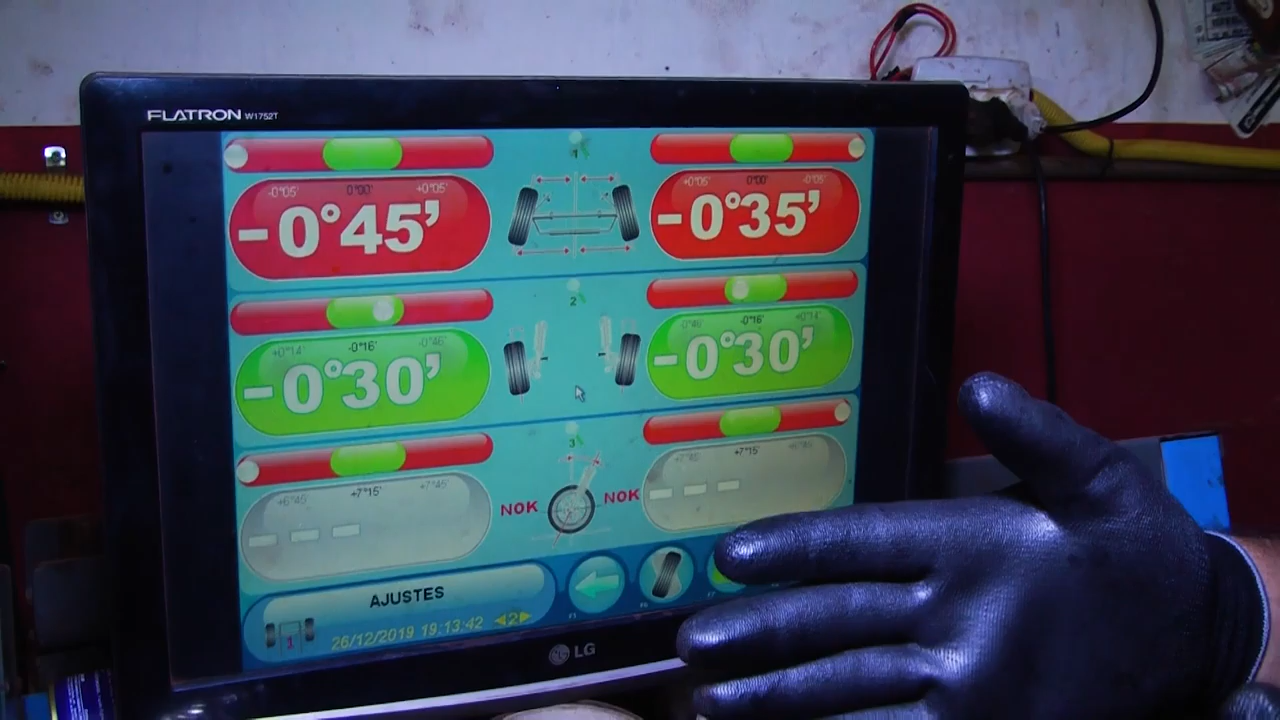 FLATRON W1752T
1
-0°05' 0°00' +0°05'
-0°45'
+0°05' 0°00' -0°05'
-0°35'
2
+0°14' -0°16' -0°46'
-0°30'
-0°46' -0°16' +0°14'
-0°30'
3
+6°45' +7°15' +7°45'
- - -
NOK NOK
+7°45' +7°15' +6°45'
- - -
AJUSTES
1
26/12/2019 19:13:42 ◄2►
LG